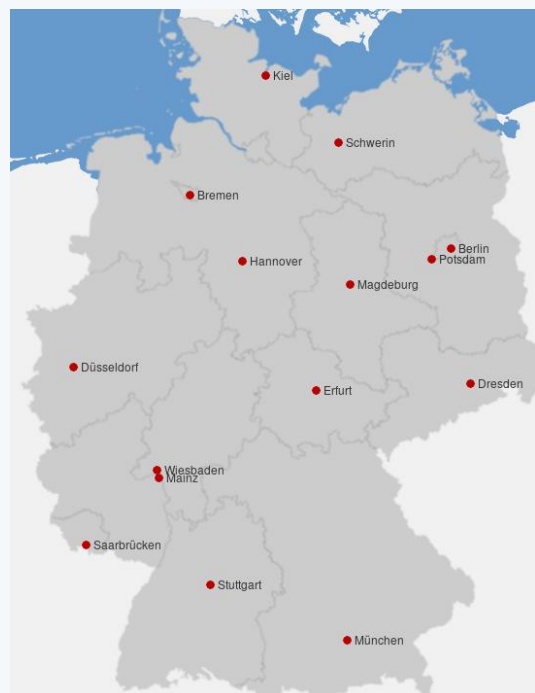 Kiel
Schwerin
Bremen
Berlin
Potsdam
Hannover
Magdeburg
Düsseldorf
Dresden
Erfurt
Wiesbaden
Mainz
Saarbrücken
Stuttgart
München